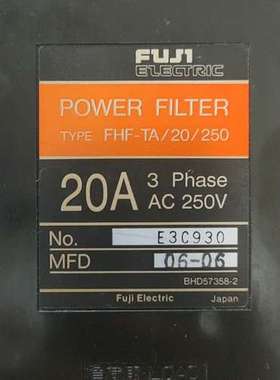 FUJI
ELECTRIC
POWER FILTER
TYPE FHF-TA/20/250
20A 3 Phase
AC 250V
No. E3C930
MFD 06-06
BHD57358-2
Fuji Electric Japan